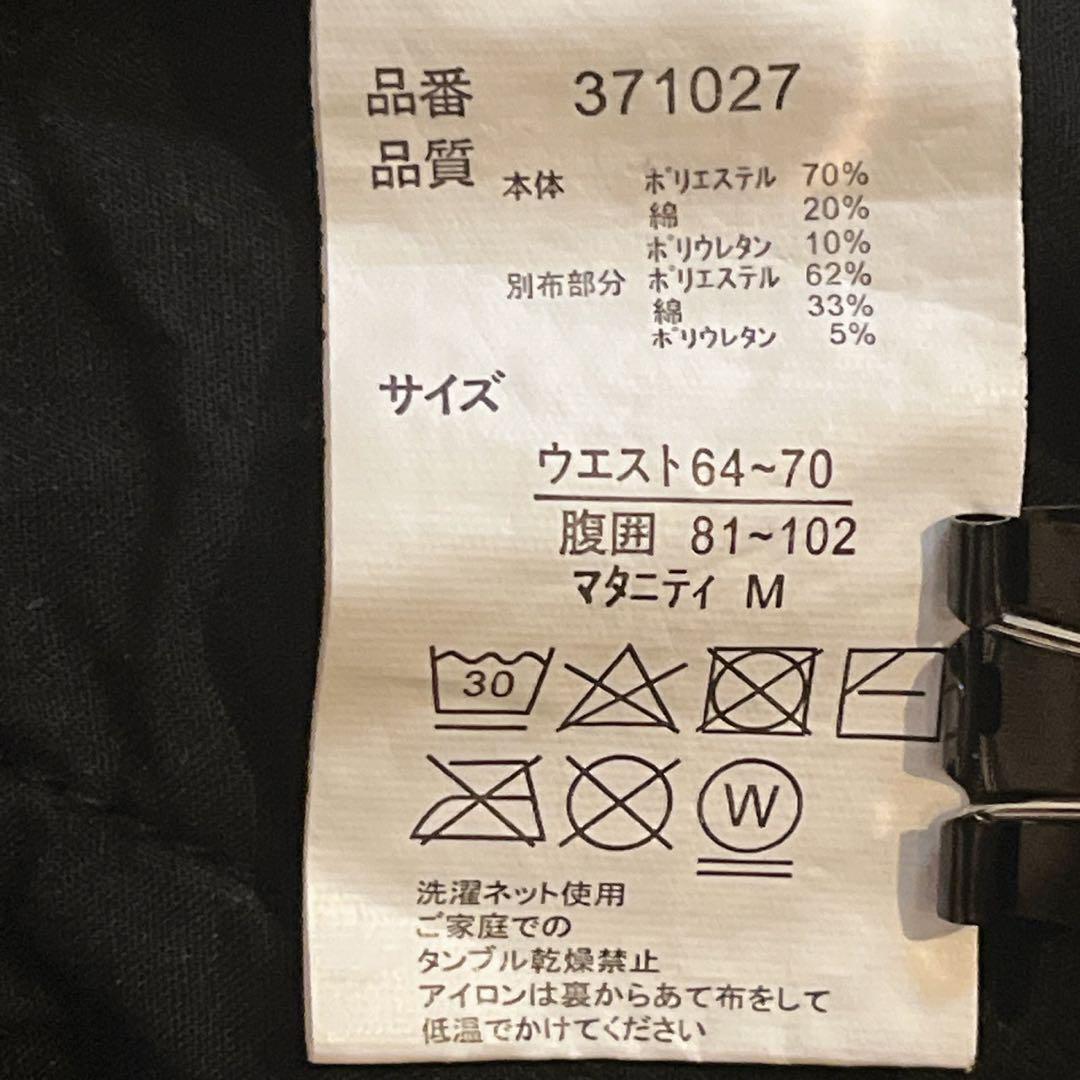 品番 371027
品質 本体 ポリエステル 70%
綿 20%
ポリウレタン 10%
別布部分 ポリエステル 62%
綿 33%
ポリウレタン 5%
サイズ
ウエスト64~70
腹囲 81~102
マタニティ M
30
W
洗濯ネット使用
ご家庭での
タンブル乾燥禁止
アイロンは裏からあて布をして
低温でかけてください